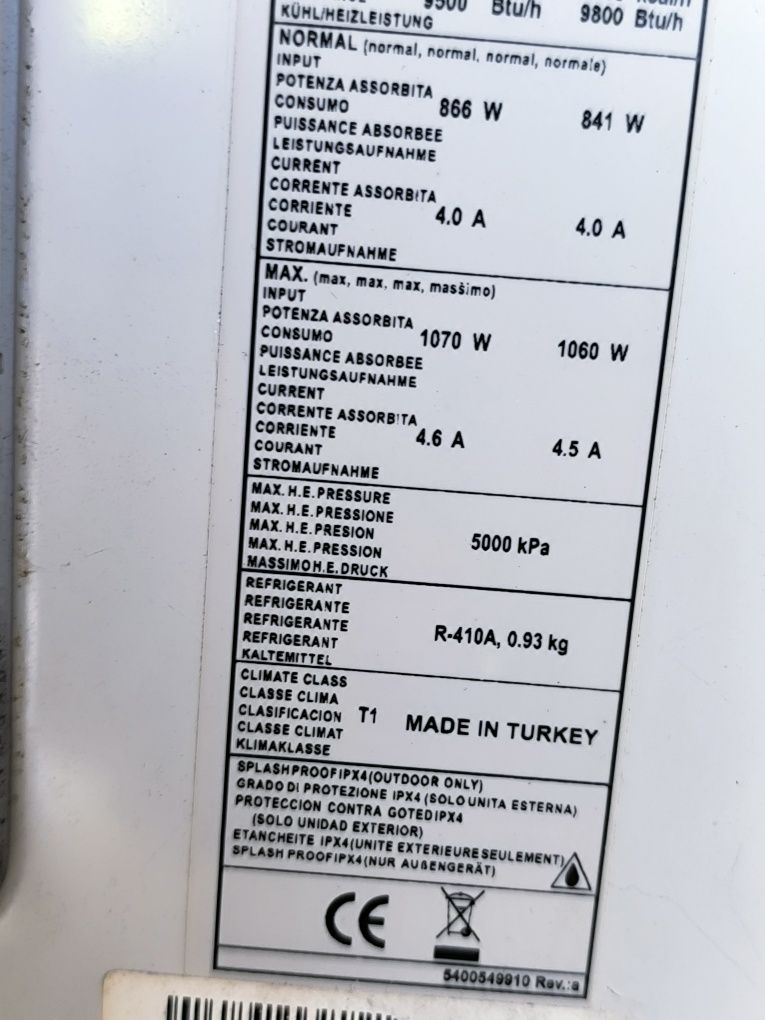 9500 Btu/h 9800 Btu/h
KÜHL/HEIZLEISTUNG
NORMAL (normal, normal, normal, normale)
INPUT
POTENZA ASSORBITA
CONSUMO 866 W 841 W
PUISSANCE ABSORBEE
LEISTUNGSAUFNAHME
CURRENT
CORRENTE ASSORBITA
CORRIENTE 4.0 A 4.0 A
COURANT
STROMAUFNAHME
MAX. (max, max, max, massimo)
INPUT
POTENZA ASSORBITA
CONSUMO 1070 W 1060 W
PUISSANCE ABSORBEE
LEISTUNGSAUFNAHME
CURRENT
CORRENTE ASSORBITA
CORRIENTE 4.6 A 4.5 A
COURANT
STROMAUFNAHME
MAX. H.E. PRESSURE
MAX. H.E. PRESSIONE
MAX. H.E. PRESION 5000 kPa
MAX. H.E. PRESSION
MASSIMO H.E. DRUCK
REFRIGERANT
REFRIGERANTE
REFRIGERANTE R-410A, 0.93 kg
REFRIGERANT
KALTEMITTEL
CLIMATE CLASS
CLASSE CLIMA
CLASIFICACION T1 MADE IN TURKEY
CLASSE CLIMAT
KLIMAKLASSE
SPLASH PROOF IPX4 (OUTDOOR ONLY)
GRADO DI PROTEZIONE IPX4 (SOLO UNITA ESTERNA)
PROTECCION CONTRA GOTED IPX4
(SOLO UNIDAD EXTERIOR)
ETANCHEITE IPX4 (UNITE EXTERIEURE SEULEMENT)
SPLASH PROOF IPX4 (NUR AUßENGERÄT)
CE
5400549910 Rev.:a